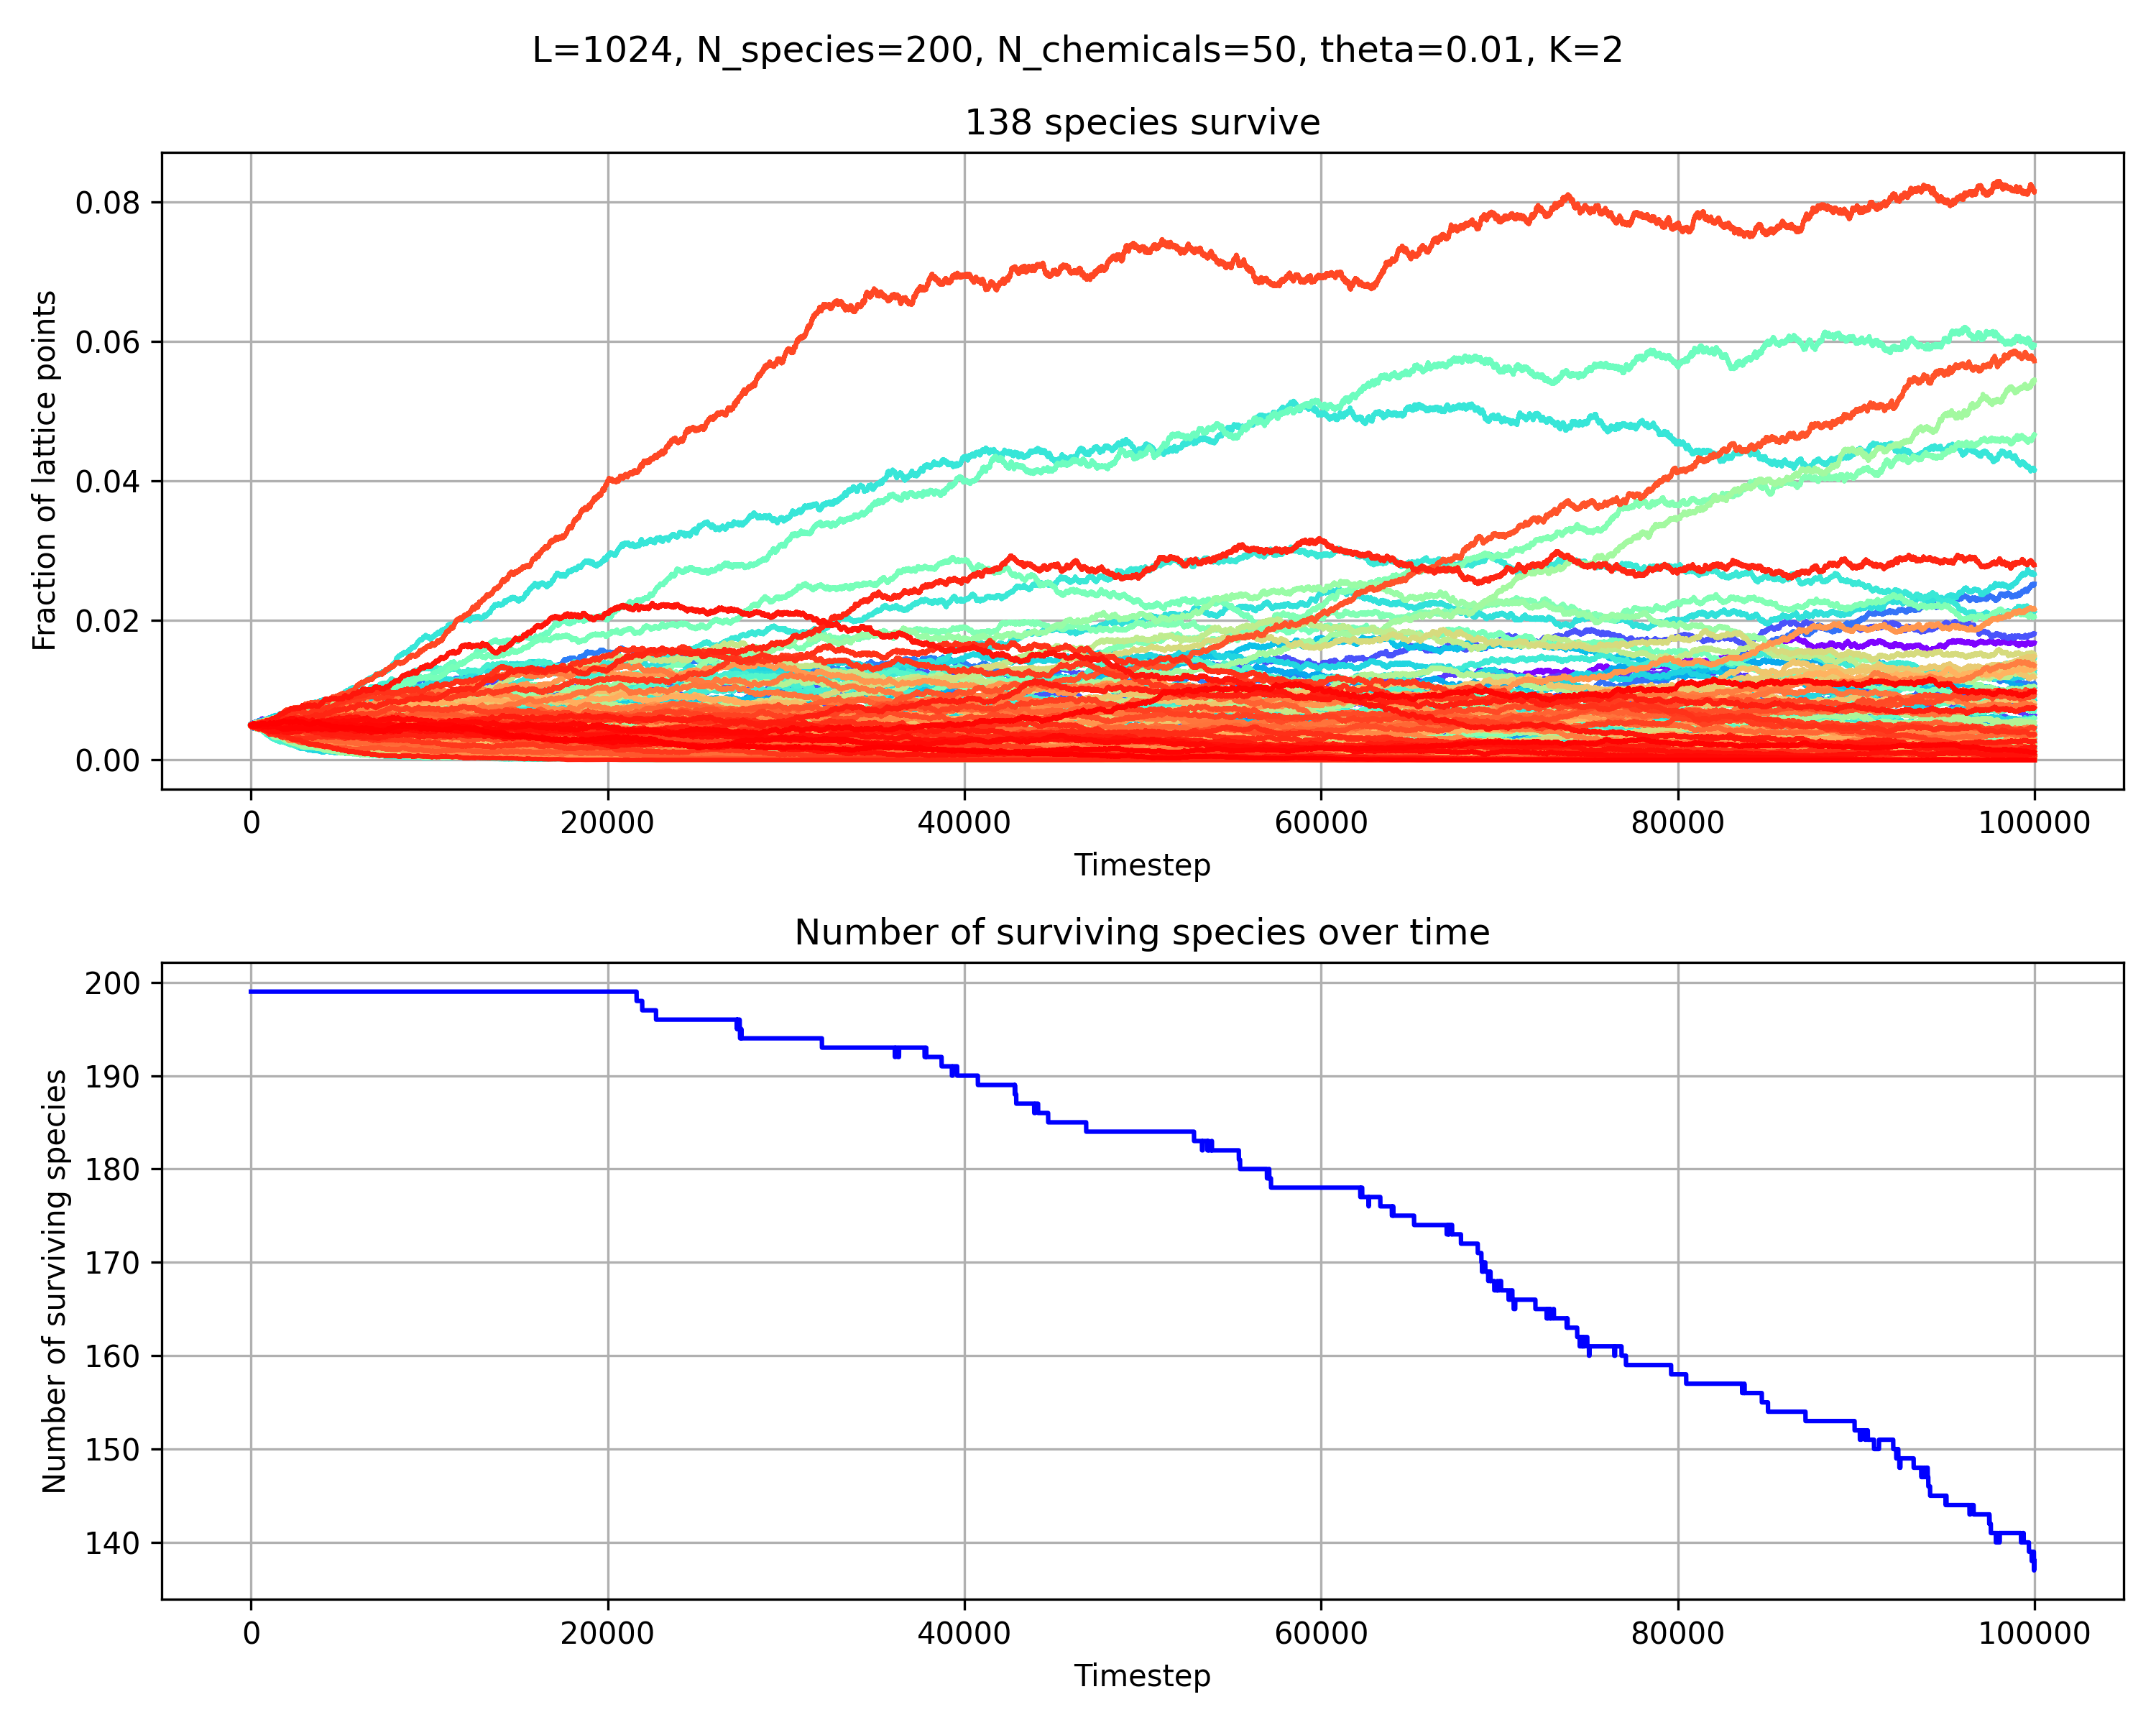 L=1024, N_species=200, N_chemicals=50, theta=0.01, K=2
138 species survive
Fraction of lattice points
0.08
0.06
0.04
0.02
0.00
0 20000 40000 60000 80000 100000
Timestep
Number of surviving species over time
Number of surviving species
200
190
180
170
160
150
140
0 20000 40000 60000 80000 100000
Timestep